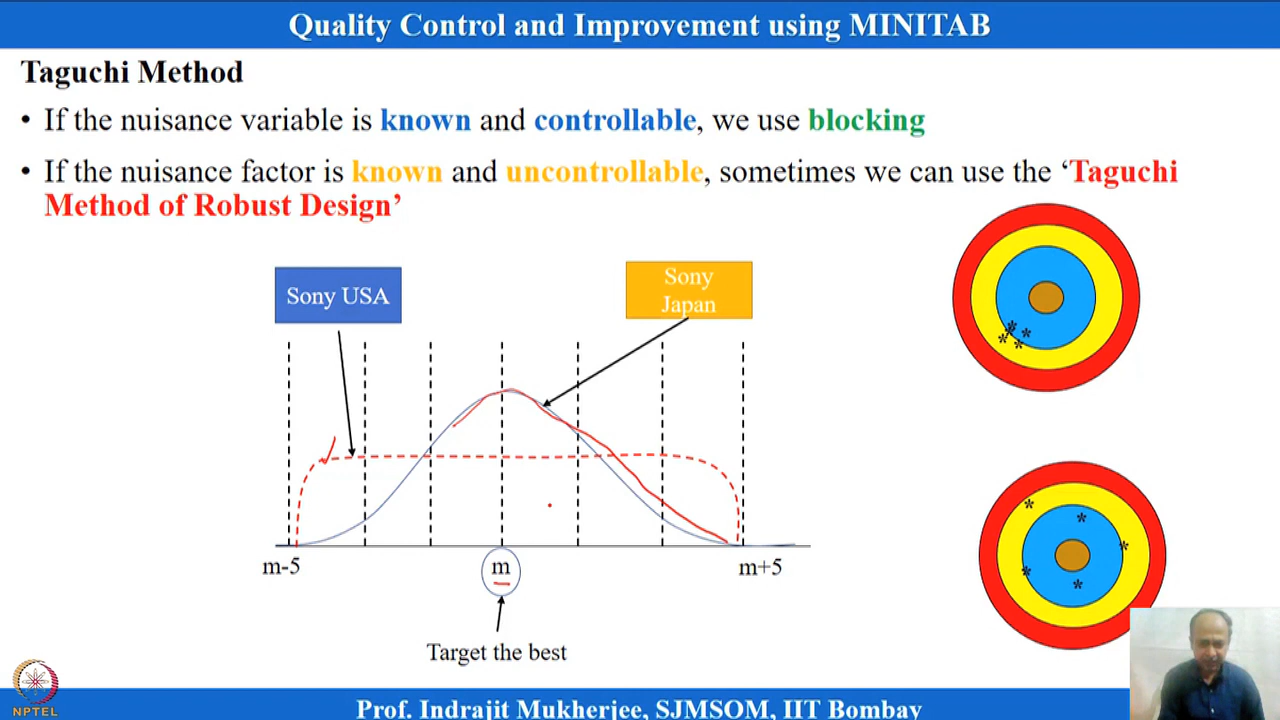 Quality Control and Improvement using MINITAB
Taguchi Method
• If the nuisance variable is known and controllable, we use blocking
• If the nuisance factor is known and uncontrollable, sometimes we can use the ‘Taguchi
Method of Robust Design’
Sony USA
Sony
Japan
m-5
m
m+5
Target the best
NPTEL
Prof. Indrajit Mukherjee, SJMSOM, IIT Bombay